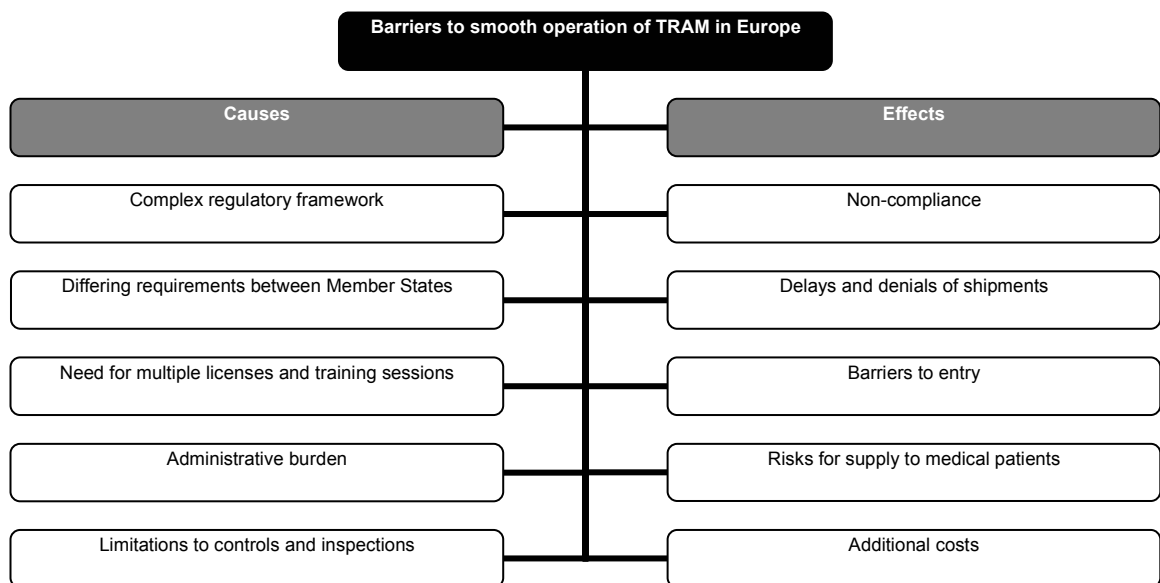 Barriers to smooth operation of TRAM in Europe
Causes
Effects
Complex regulatory framework
Non-compliance
Differing requirements between Member States
Delays and denials of shipments
Need for multiple licenses and training sessions
Barriers to entry
Administrative burden
Risks for supply to medical patients
Limitations to controls and inspections
Additional costs